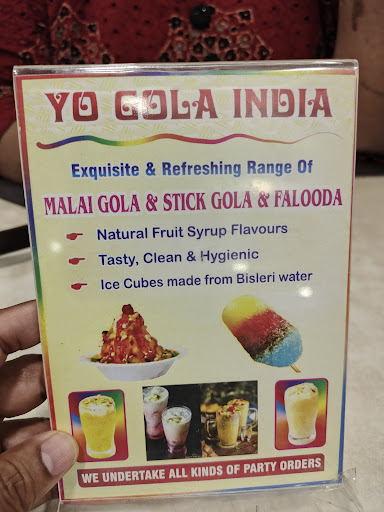 YO GOLA INDIA
Exquisite & Refreshing Range Of
MALAI GOLA & STICK GOLA & FALOODA
Natural Fruit Syrup Flavours
Tasty, Clean & Hygienic
Ice Cubes made from Bisleri water
WE UNDERTAKE ALL KINDS OF PARTY ORDERS